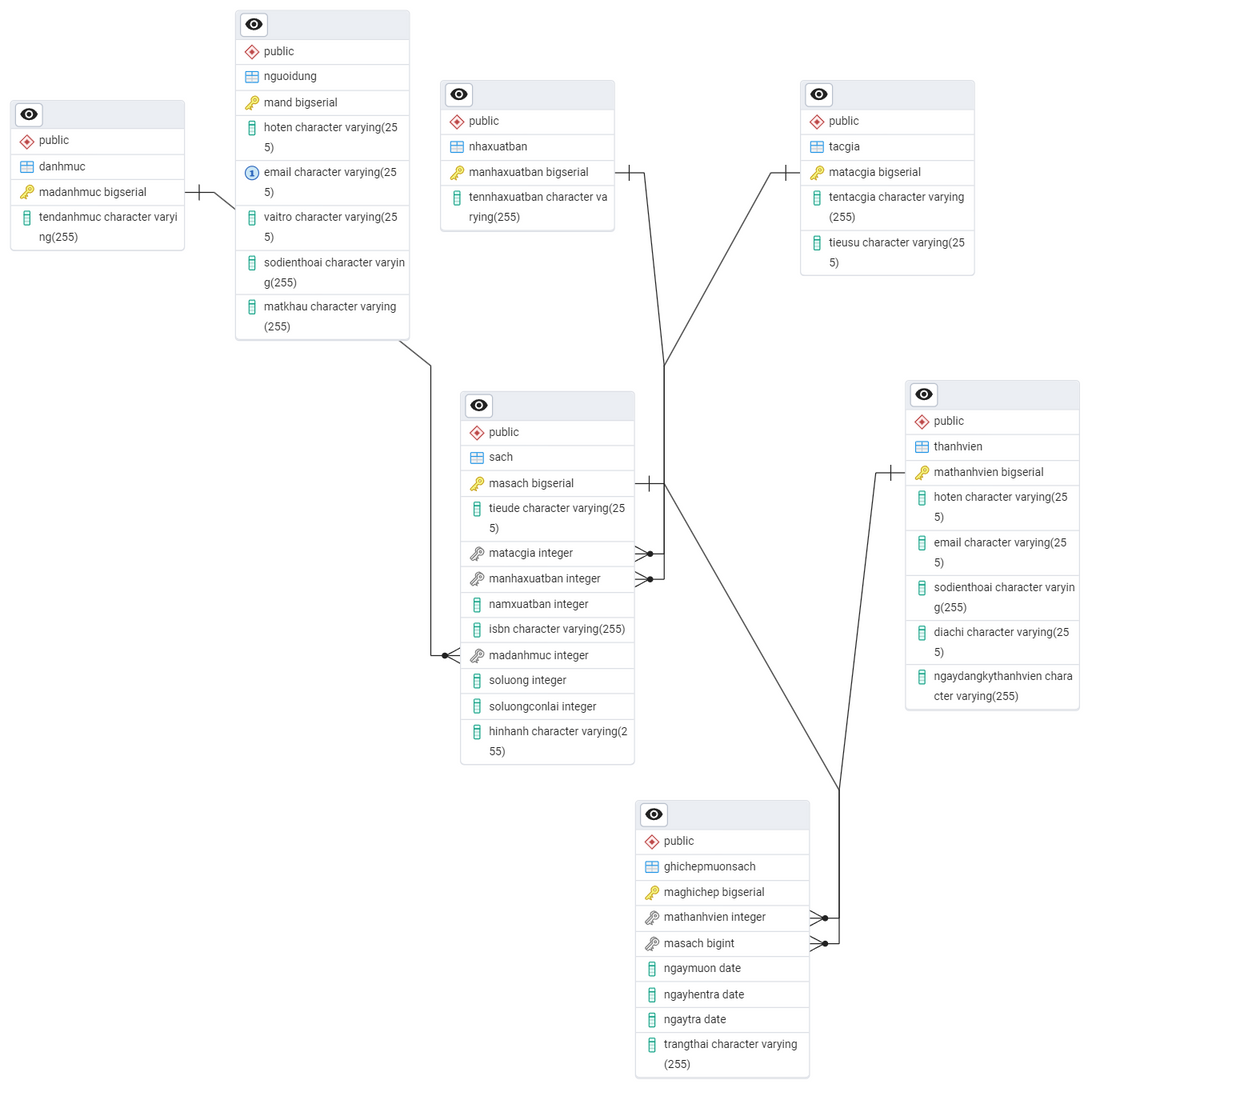 public
danhmuc
madanhmuc bigserial
tendanhmuc character varyi
ng(255)
public
nguoidung
mand bigserial
hoten character varying(25
5)
email character varying(25
5)
vaitro character varying(25
5)
sodienthoai character varyin
g(255)
matkhau character varying
(255)
public
nhaxuatban
manhaxuatban bigserial
tennhaxuatban character va
rying(255)
public
tacgia
matacgia bigserial
tentacgia character varying
(255)
tieusu character varying(25
5)
public
sach
masach bigserial
tieude character varying(25
5)
matacgia integer
manhaxuatban integer
namxuatban integer
isbn character varying(255)
madanhmuc integer
soluong integer
soluongconlai integer
hinhanh character varying(2
55)
public
thanhvien
mathanhvien bigserial
hoten character varying(25
5)
email character varying(25
5)
sodienthoai character varyin
g(255)
diachi character varying(25
5)
ngaydangkythanhvien chara
cter varying(255)
public
ghichepmuonsach
maghichep bigserial
mathanhvien integer
masach bigint
ngaymuon date
ngayhentra date
ngaytra date
trangthai character varying
(255)